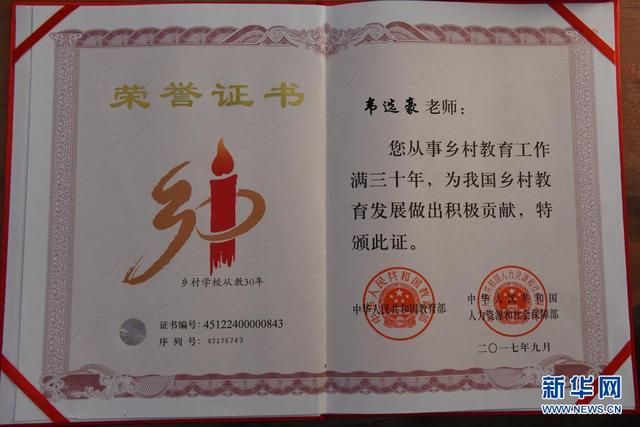 荣誉证书
乡村学校从教30年
证书编号: 45122400000843
序列号: 02176743
韦选豪老师:
您从事乡村教育工作
满三十年，为我国乡村教
育发展做出积极贡献，特
颁此证。
中华人民共和国教育部
中华人民共和国
人力资源和社会保障部
二〇一七年九月
新华网
WWW.NEWS.CN